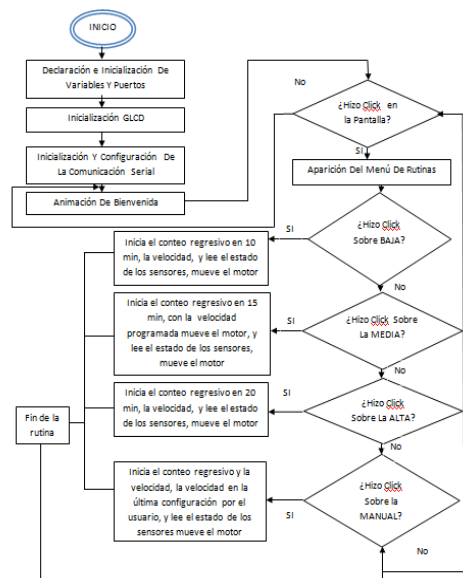 INICIO
Declaración e Inicialización De
Variables Y Puertos
Inicialización GLCD
Inicialización Y Configuración De
La Comunicación Serial
Animación De Bienvenida
No
¿Hizo Click en
la Pantalla?
SI
Aparición Del Menú De Rutinas
¿Hizo Click
Sobre BAJA?
SI
Inicia el conteo regresivo en 10
min, la velocidad, y lee el estado
de los sensores, mueve el motor
No
¿Hizo Click Sobre
La MEDIA?
SI
Inicia el conteo regresivo en 15
min, con la velocidad
programada mueve el motor, y
lee el estado de los sensores,
mueve el motor
No
¿Hizo Click
Sobre La ALTA?
SI
Inicia el conteo regresivo en 20
min, la velocidad, y lee el estado
de los sensores, mueve el motor
Fin de la
rutina
No
¿Hizo Click
Sobre la
MANUAL?
SI
Inicia el conteo regresivo y la
velocidad, la velocidad en la
última configuración por el
usuario, y lee el estado de los
sensores mueve el motor
No